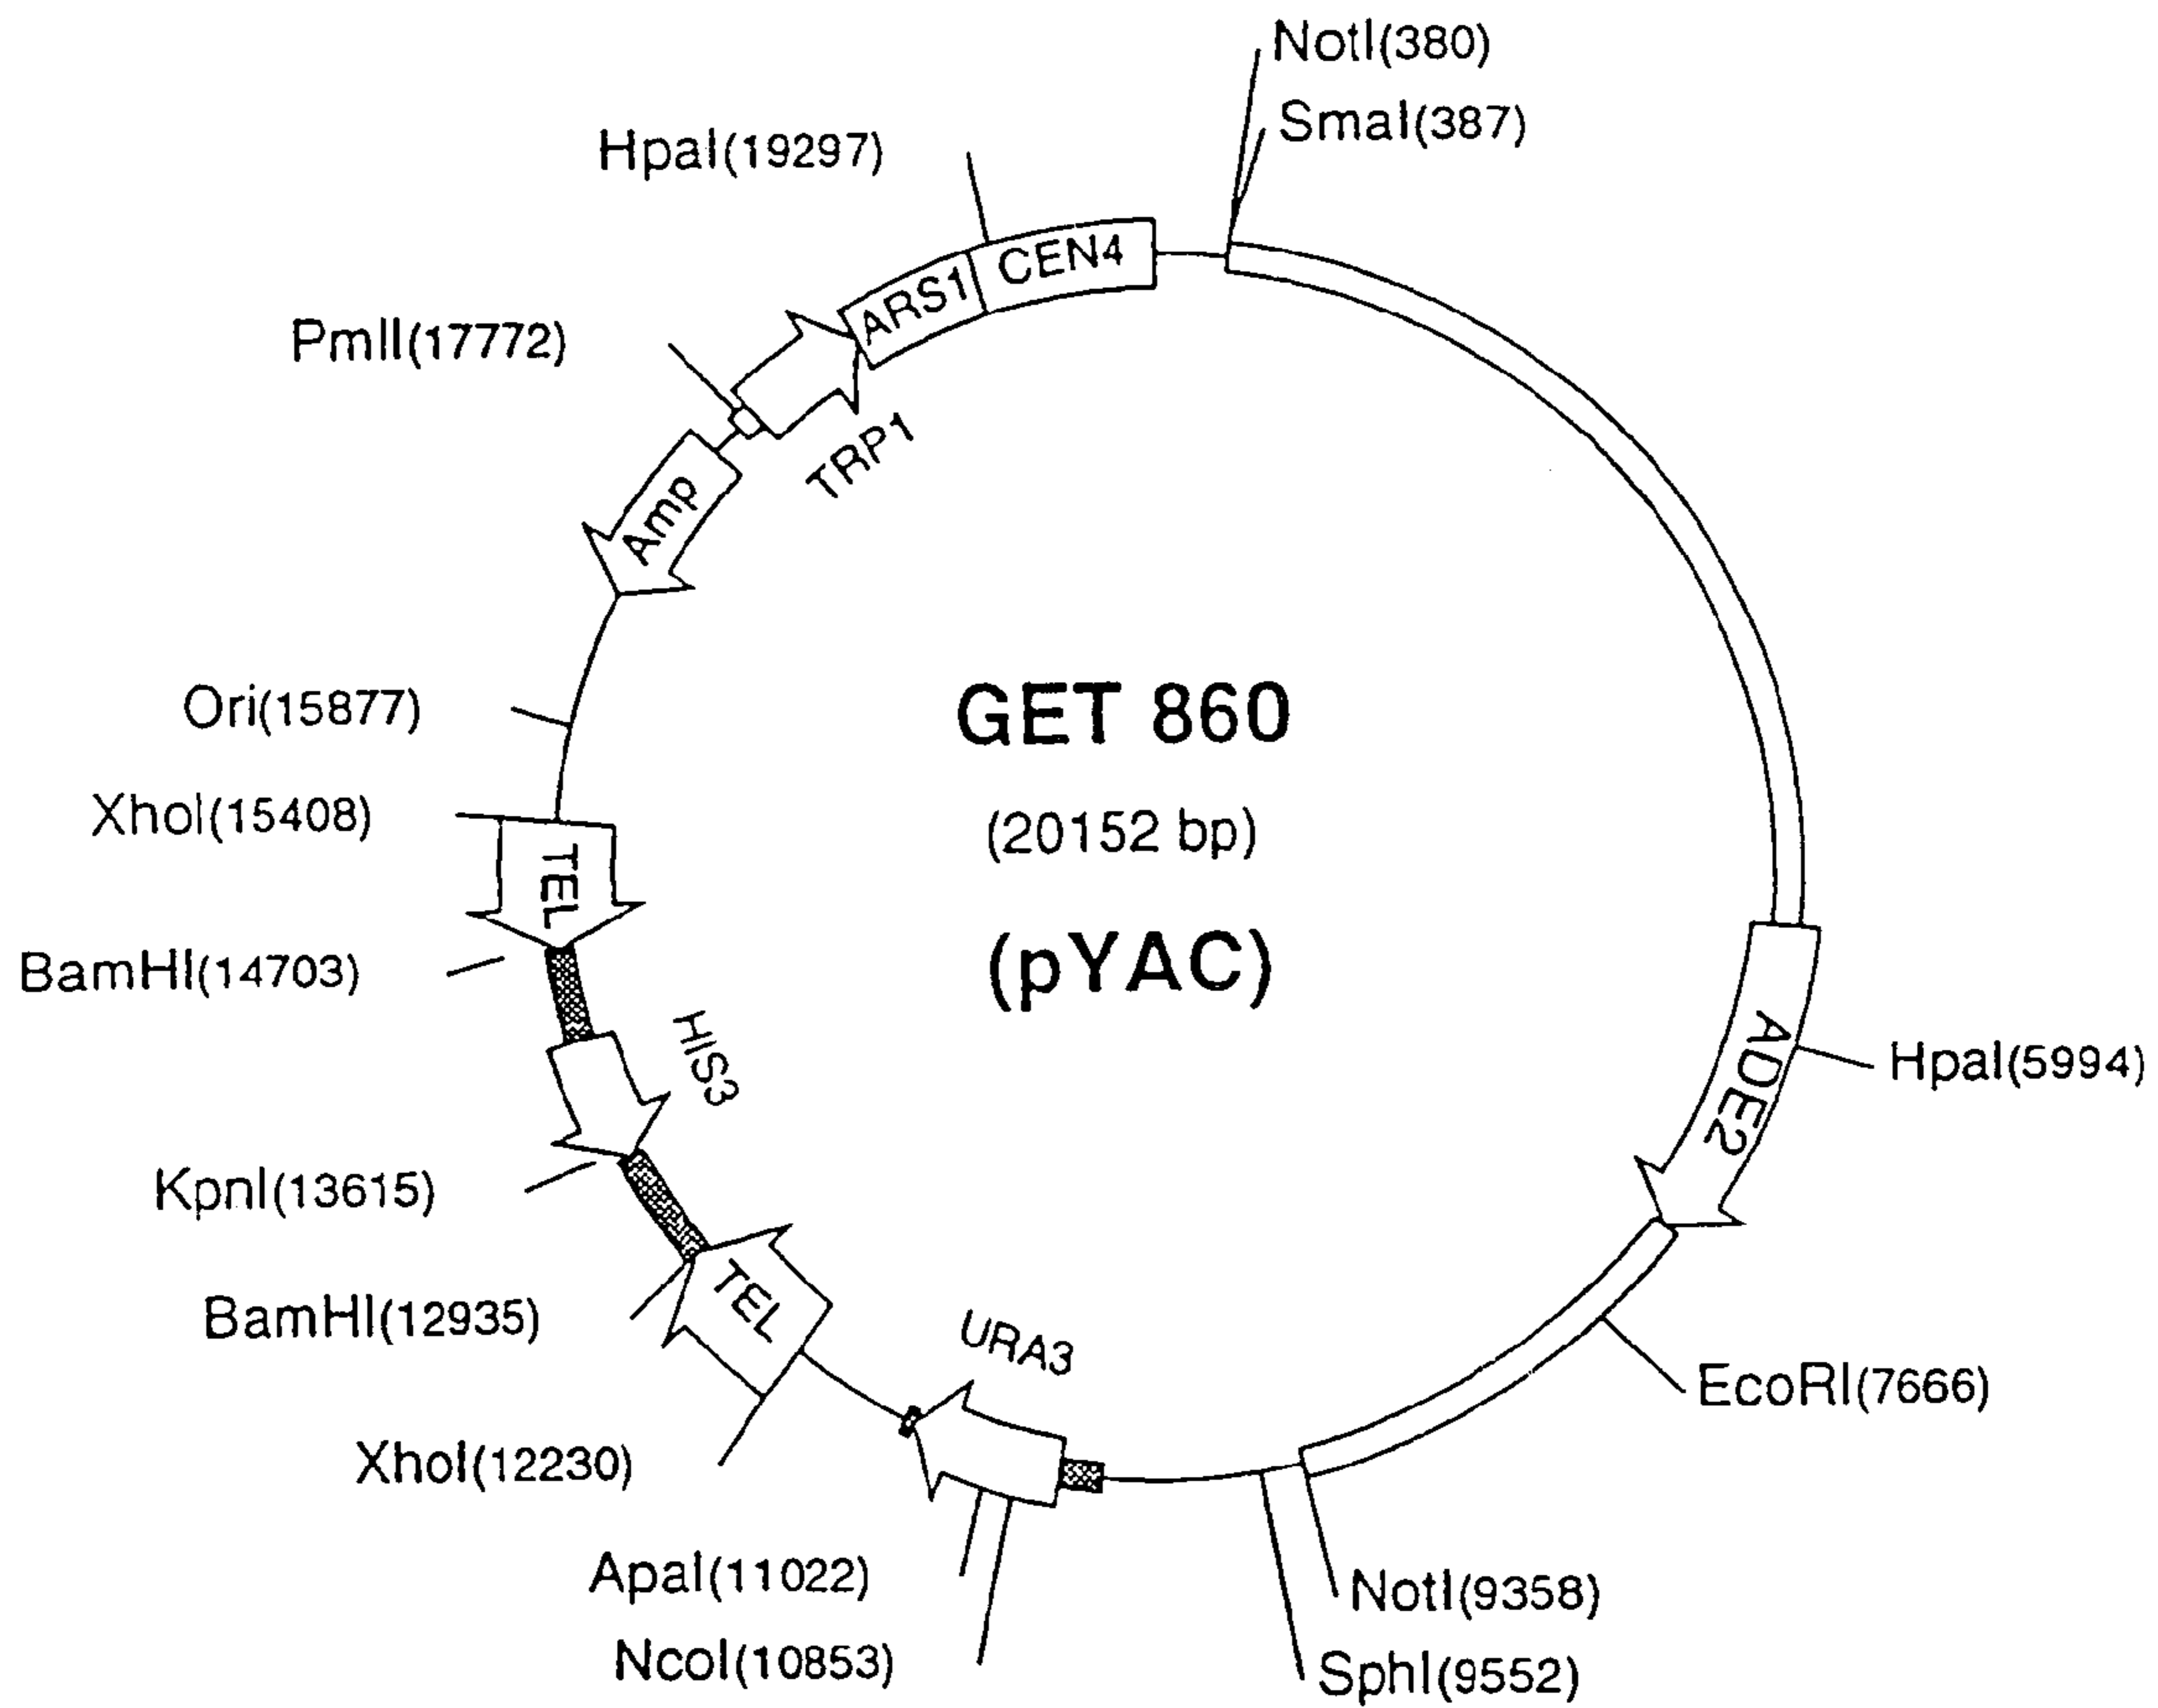 NotI(380)
SmaI(387)
HpaI(19297)
CEN4
ARS1
PmlI(17772)
TRP1
Amp
GET 860
Ori(15877)
(20152 bp)
XhoI(15408)
TEL
(pYAC)
BamHI(14703)
HIS3
ADE2
HpaI(5994)
KpnI(13615)
TEL
BamHI(12935)
URA3
EcoRI(7666)
XhoI(12230)
ApaI(11022)
NotI(9358)
NcoI(10853)
SphI(9552)